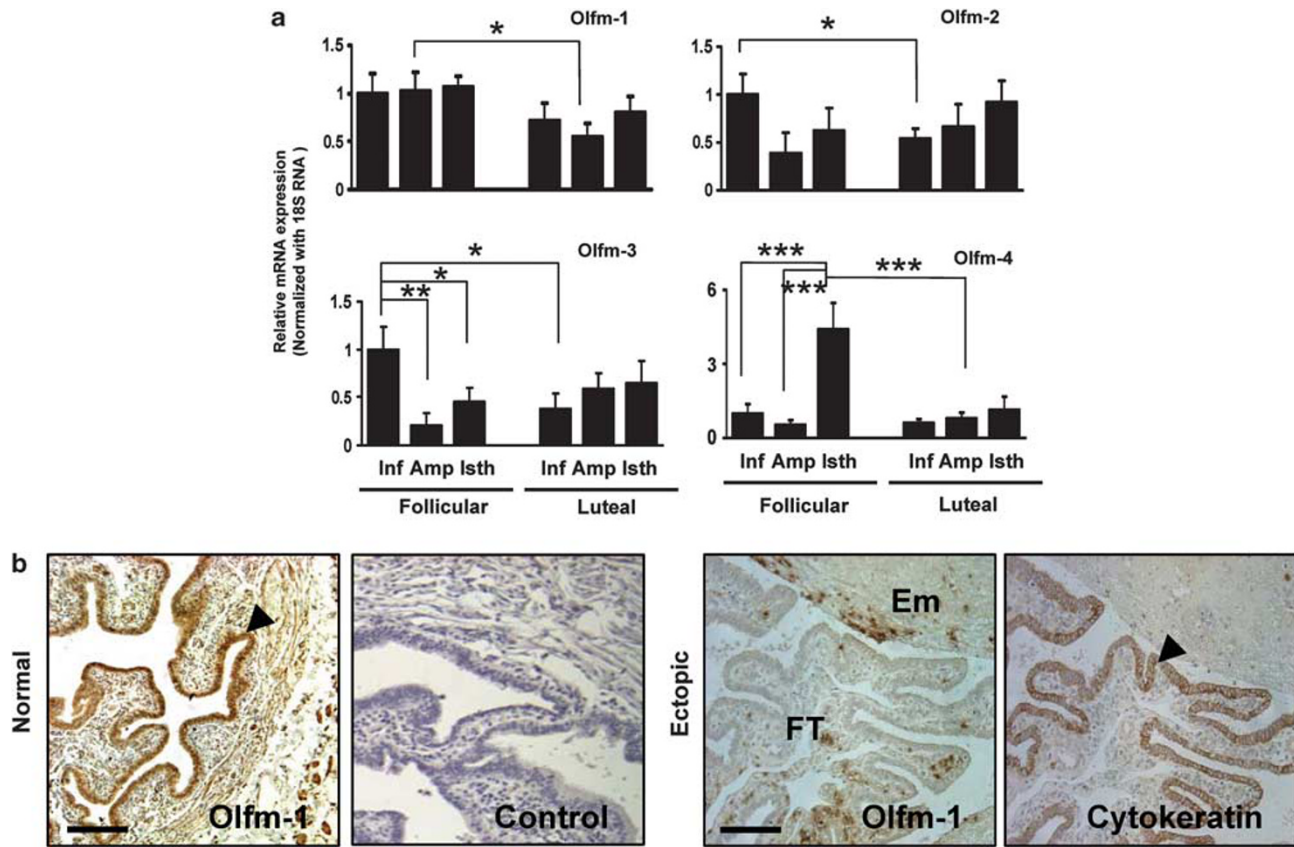 a
Olfm-1
Olfm-2
*
*
1.5
1
0.5
0
1.5
1
0.5
0
Relative mRNA expression
(Normalized with 18S RNA )
Olfm-3
Olfm-4
*
*
**
***
***
***
1.5
1
0.5
0
6
3
0
Inf Amp Isth
Inf Amp Isth
Inf Amp Isth
Inf Amp Isth
Follicular
Luteal
Follicular
Luteal
b
Normal
Olfm-1
Control
Ectopic
Em
FT
Olfm-1
Cytokeratin